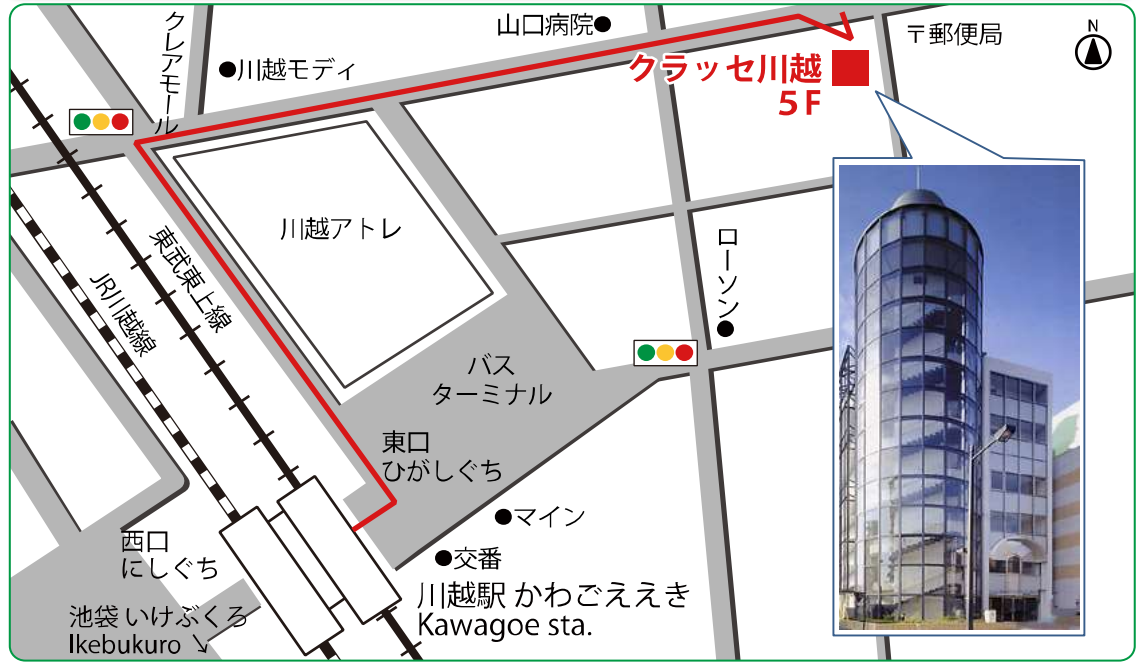 クレアモール
山口病院
〒郵便局
N
川越モディ
クラッセ川越
5F
川越アトレ
東武東上線
JR川越線
ローソン
バス
ターミナル
東口
ひがしぐち
マイン
交番
西口
にしぐち
川越駅 かわごええき
Kawagoe sta.
池袋 いけぶくろ
Ikebukuro ↘